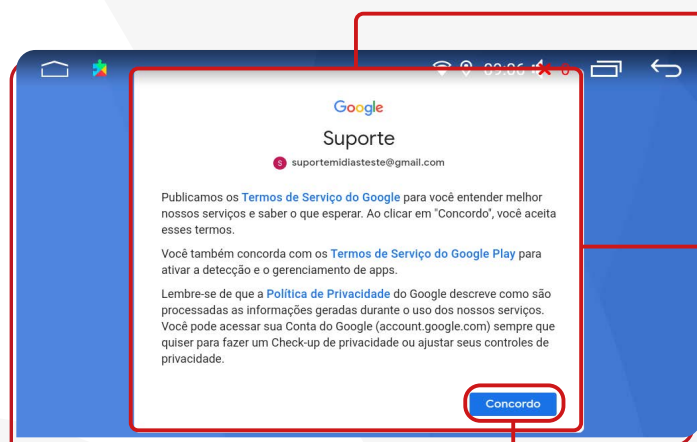 Google
Suporte
S suportemidiasteste@gmail.com
Publicamos os Termos de Serviço do Google para você entender melhor
nossos serviços e saber o que esperar. Ao clicar em "Concordo", você aceita
esses termos.
Você também concorda com os Termos de Serviço do Google Play para
ativar a detecção e o gerenciamento de apps.
Lembre-se de que a Política de Privacidade do Google descreve como são
processadas as informações geradas durante o uso dos nossos serviços.
Você pode acessar sua Conta do Google (account.google.com) sempre que
quiser para fazer um Check-up de privacidade ou ajustar seus controles de
privacidade.
Concordo